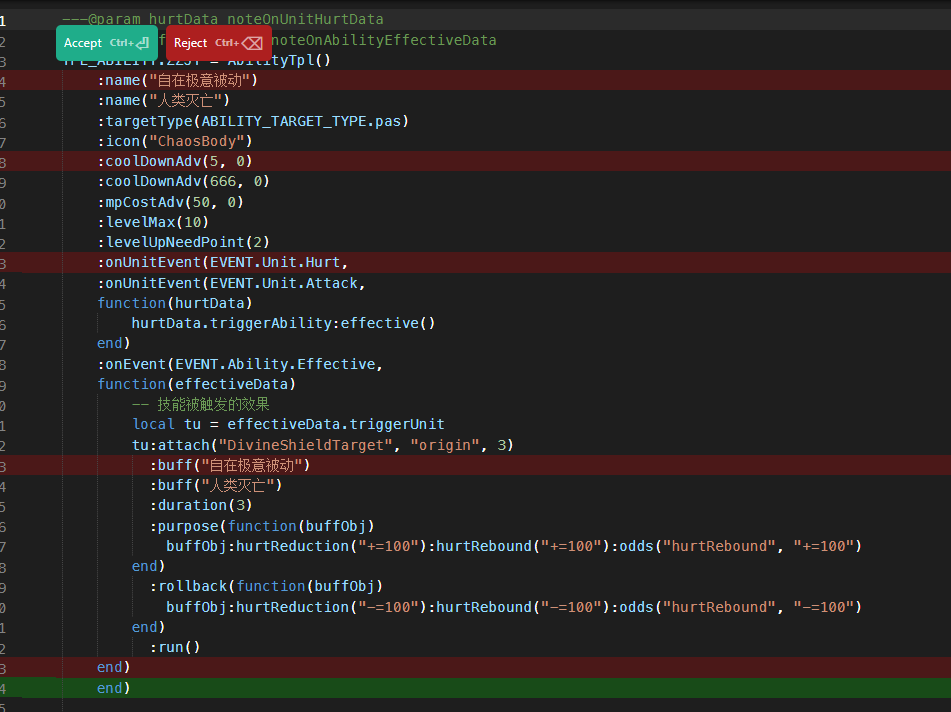 1 ---@param hurtData noteOnUnitHurtData
2 noteOnAbilityEffectiveData
Accept Ctrl+ Reject Ctrl+
3 AbilityTpl()
4 :name("自在极意被动")
5 :name("人类灭亡")
6 :targetType(ABILITY_TARGET_TYPE.pas)
7 :icon("ChaosBody")
8 :coolDownAdv(5, 0)
9 :coolDownAdv(666, 0)
0 :mpCostAdv(50, 0)
1 :levelMax(10)
2 :levelUpNeedPoint(2)
3 :onUnitEvent(EVENT.Unit.Hurt,
4 :onUnitEvent(EVENT.Unit.Attack,
5 function(hurtData)
6 hurtData.triggerAbility:effective()
7 end)
8 :onEvent(EVENT.Ability.Effective,
9 function(effectiveData)
0 -- 技能被触发的效果
1 local tu = effectiveData.triggerUnit
2 tu:attach("DivineShieldTarget", "origin", 3)
3 :buff("自在极意被动")
4 :buff("人类灭亡")
5 :duration(3)
6 :purpose(function(buffObj)
7 buffObj:hurtReduction("+=100"):hurtRebound("+=100"):odds("hurtRebound", "+=100")
8 end)
9 :rollback(function(buffObj)
0 buffObj:hurtReduction("-=100"):hurtRebound("-=100"):odds("hurtRebound", "-=100")
1 end)
2 :run()
3 end)
4 end)
5